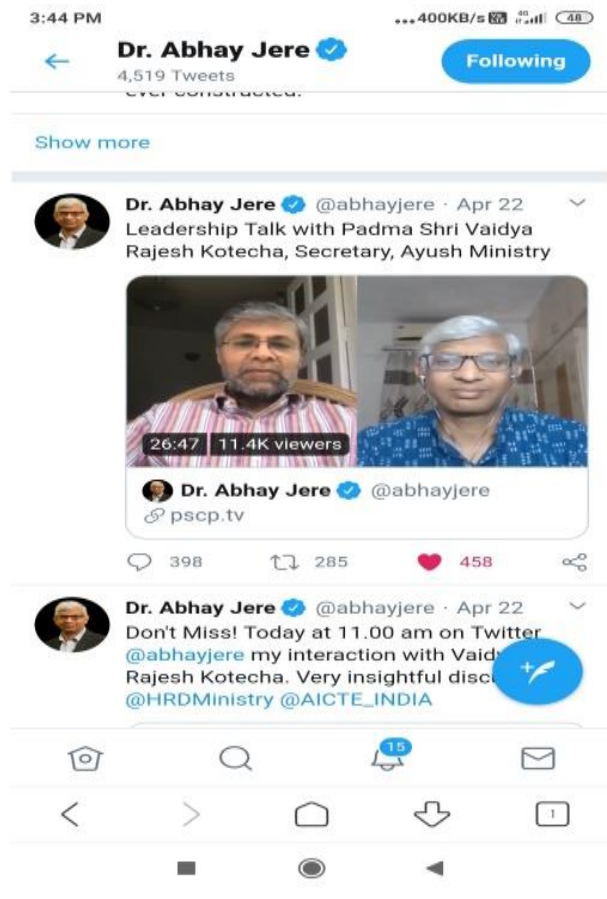 3:44 PM
...400KB/s 4G 48
Dr. Abhay Jere
Following
4,519 Tweets
ever constructed.
Show more
Dr. Abhay Jere @abhayjere · Apr 22
Leadership Talk with Padma Shri Vaidya
Rajesh Kotecha, Secretary, Ayush Ministry
26:47 11.4K viewers
Dr. Abhay Jere @abhayjere
pscp.tv
398 285 458
Dr. Abhay Jere @abhayjere · Apr 22
Don't Miss! Today at 11.00 am on Twitter
@abhayjere my interaction with
Rajesh Kotecha. Very insightful
@HRDMinistry @AICTE_INDIA
15
1